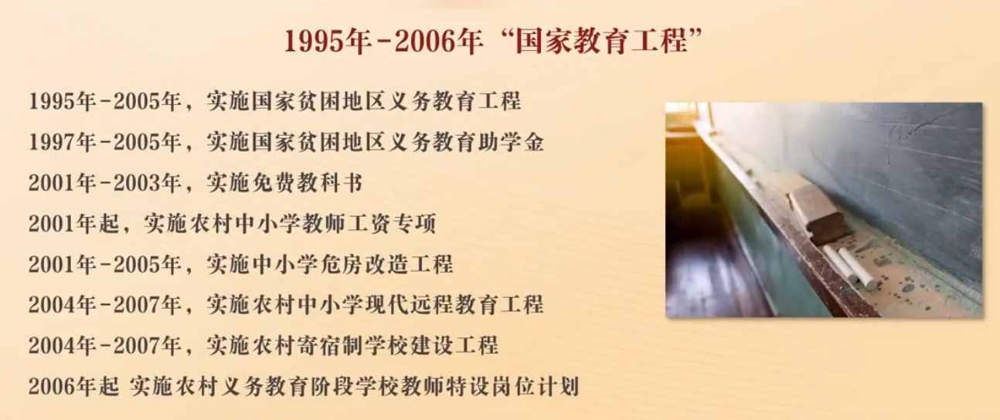 1995年-2006年“国家教育工程”
1995年-2005年，实施国家贫困地区义务教育工程
1997年-2005年，实施国家贫困地区义务教育助学金
2001年-2003年，实施免费教科书
2001年起，实施农村中小学教师工资专项
2001年-2005年，实施中小学危房改造工程
2004年-2007年，实施农村中小学现代远程教育工程
2004年-2007年，实施农村寄宿制学校建设工程
2006年起 实施农村义务教育阶段学校教师特设岗位计划